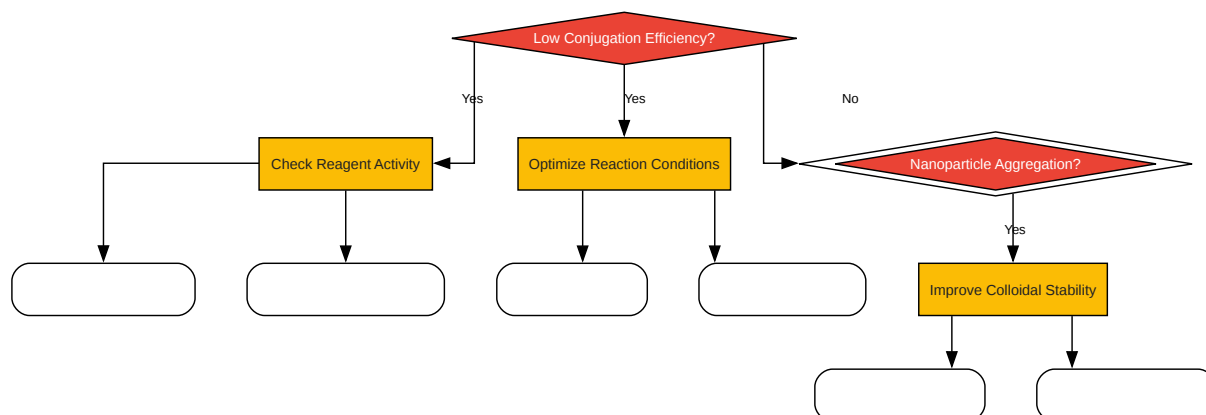 Low Conjugation Efficiency?
Yes
Yes
No
Check Reagent Activity
Optimize Reaction Conditions
Nanoparticle Aggregation?
Yes
Improve Colloidal Stability